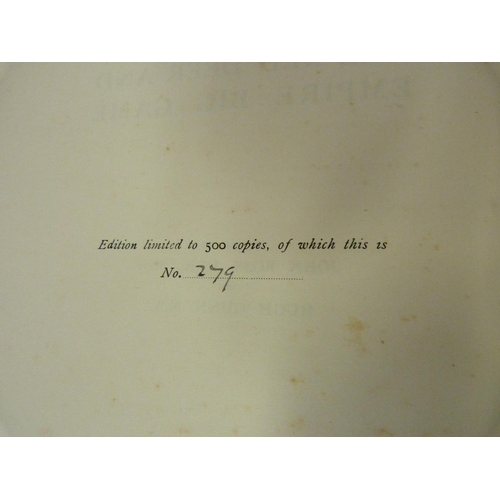 Edition limited to 500 copies, of which this is
No. 279